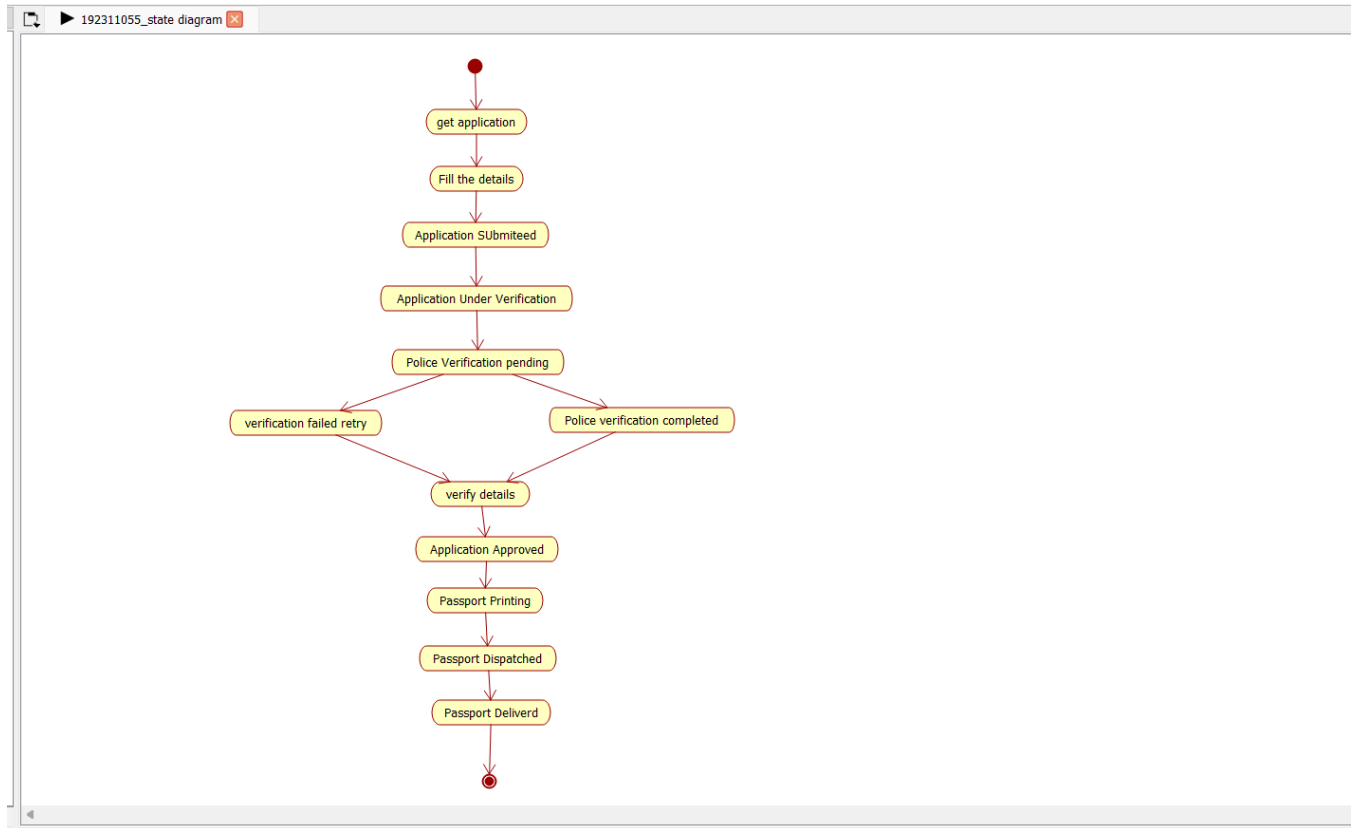 192311055_state diagram
get application
Fill the details
Application SUbmiteed
Application Under Verification
Police Verification pending
verification failed retry
Police verification completed
verify details
Application Approved
Passport Printing
Passport Dispatched
Passport Deliverd